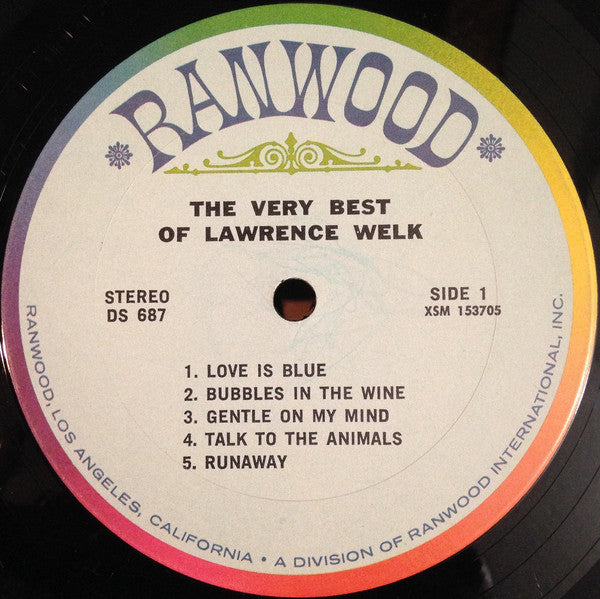 RANWOOD
THE VERY BEST
OF LAWRENCE WELK
STEREO
DS 687
SIDE 1
XSM 153705
1. LOVE IS BLUE
2. BUBBLES IN THE WINE
3. GENTLE ON MY MIND
4. TALK TO THE ANIMALS
5. RUNAWAY
RANWOOD, LOS ANGELES, CALIFORNIA • A DIVISION OF RANWOOD INTERNATIONAL, INC.